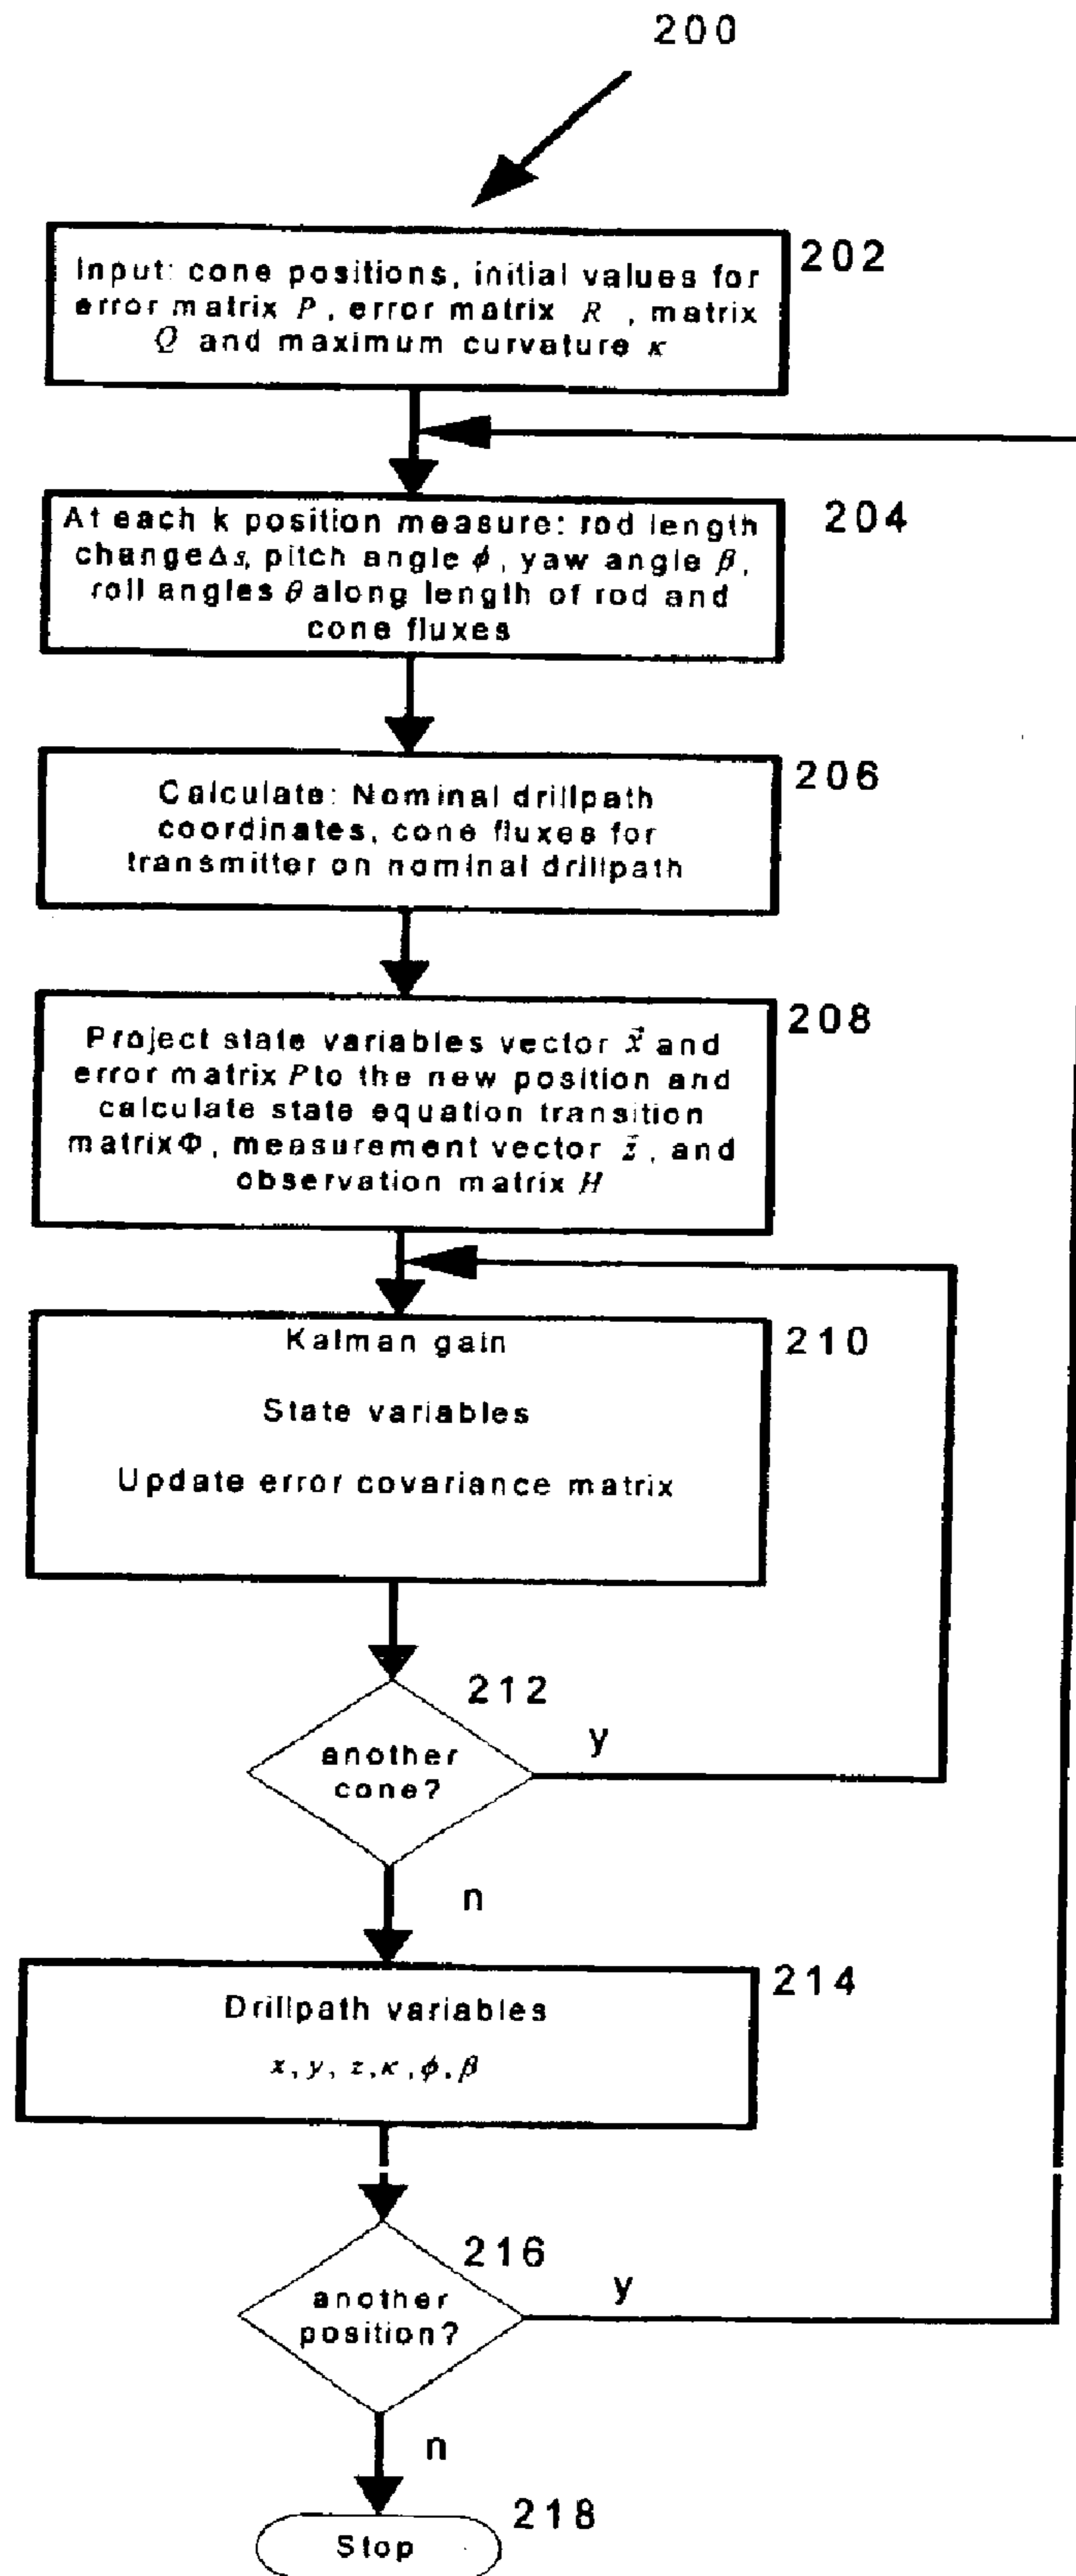 200
202
Input: cone positions, initial values for
error matrix P, error matrix R, matrix
Q and maximum curvature κ
204
At each k position measure: rod length
change Δs, pitch angle ϕ, yaw angle β,
roll angles θ along length of rod and
cone fluxes
206
Calculate: Nominal drillpath
coordinates, cone fluxes for
transmitter on nominal drillpath
208
Project state variables vector x⃗ and
error matrix P to the new position and
calculate state equation transition
matrix Φ, measurement vector z⃗, and
observation matrix H
210
Kalman gain
State variables
Update error covariance matrix
212
another
cone?
y
n
214
Drillpath variables
x, y, z, κ, ϕ, β
216
another
position?
y
n
218
Stop